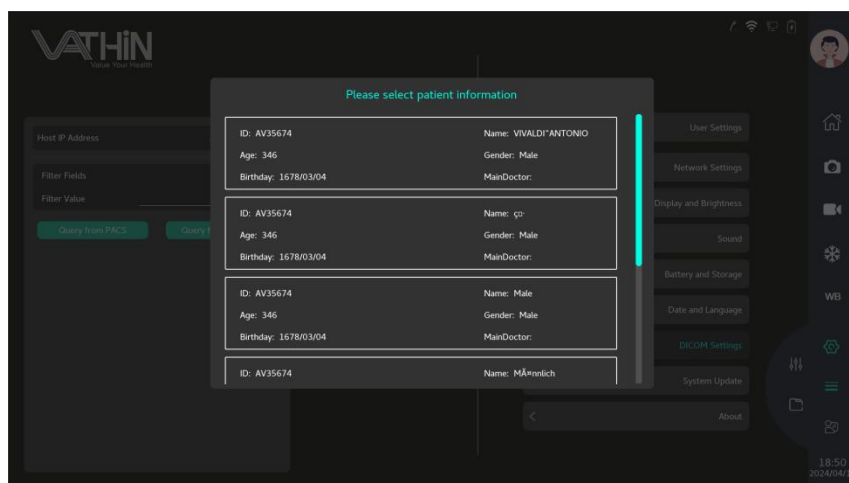 VATHiN
Value Your Health
Please select patient information
ID: AV35674 Name: VIVALDI^ANTONIO
Age: 346 Gender: Male
Birthday: 1678/03/04 MainDoctor:
ID: AV35674 Name: ço·
Age: 346 Gender: Male
Birthday: 1678/03/04 MainDoctor:
ID: AV35674 Name: Male
Age: 346 Gender: Male
Birthday: 1678/03/04 MainDoctor:
ID: AV35674 Name: MÃ¤nnlich
Host IP Address
Filter Fields
Filter Value
Query from PACS Query
User Settings
Network Settings
Display and Brightness
Sound
Battery and Storage
Date and Language
DICOM Settings
System Update
About
WB
18:50
2024/04/